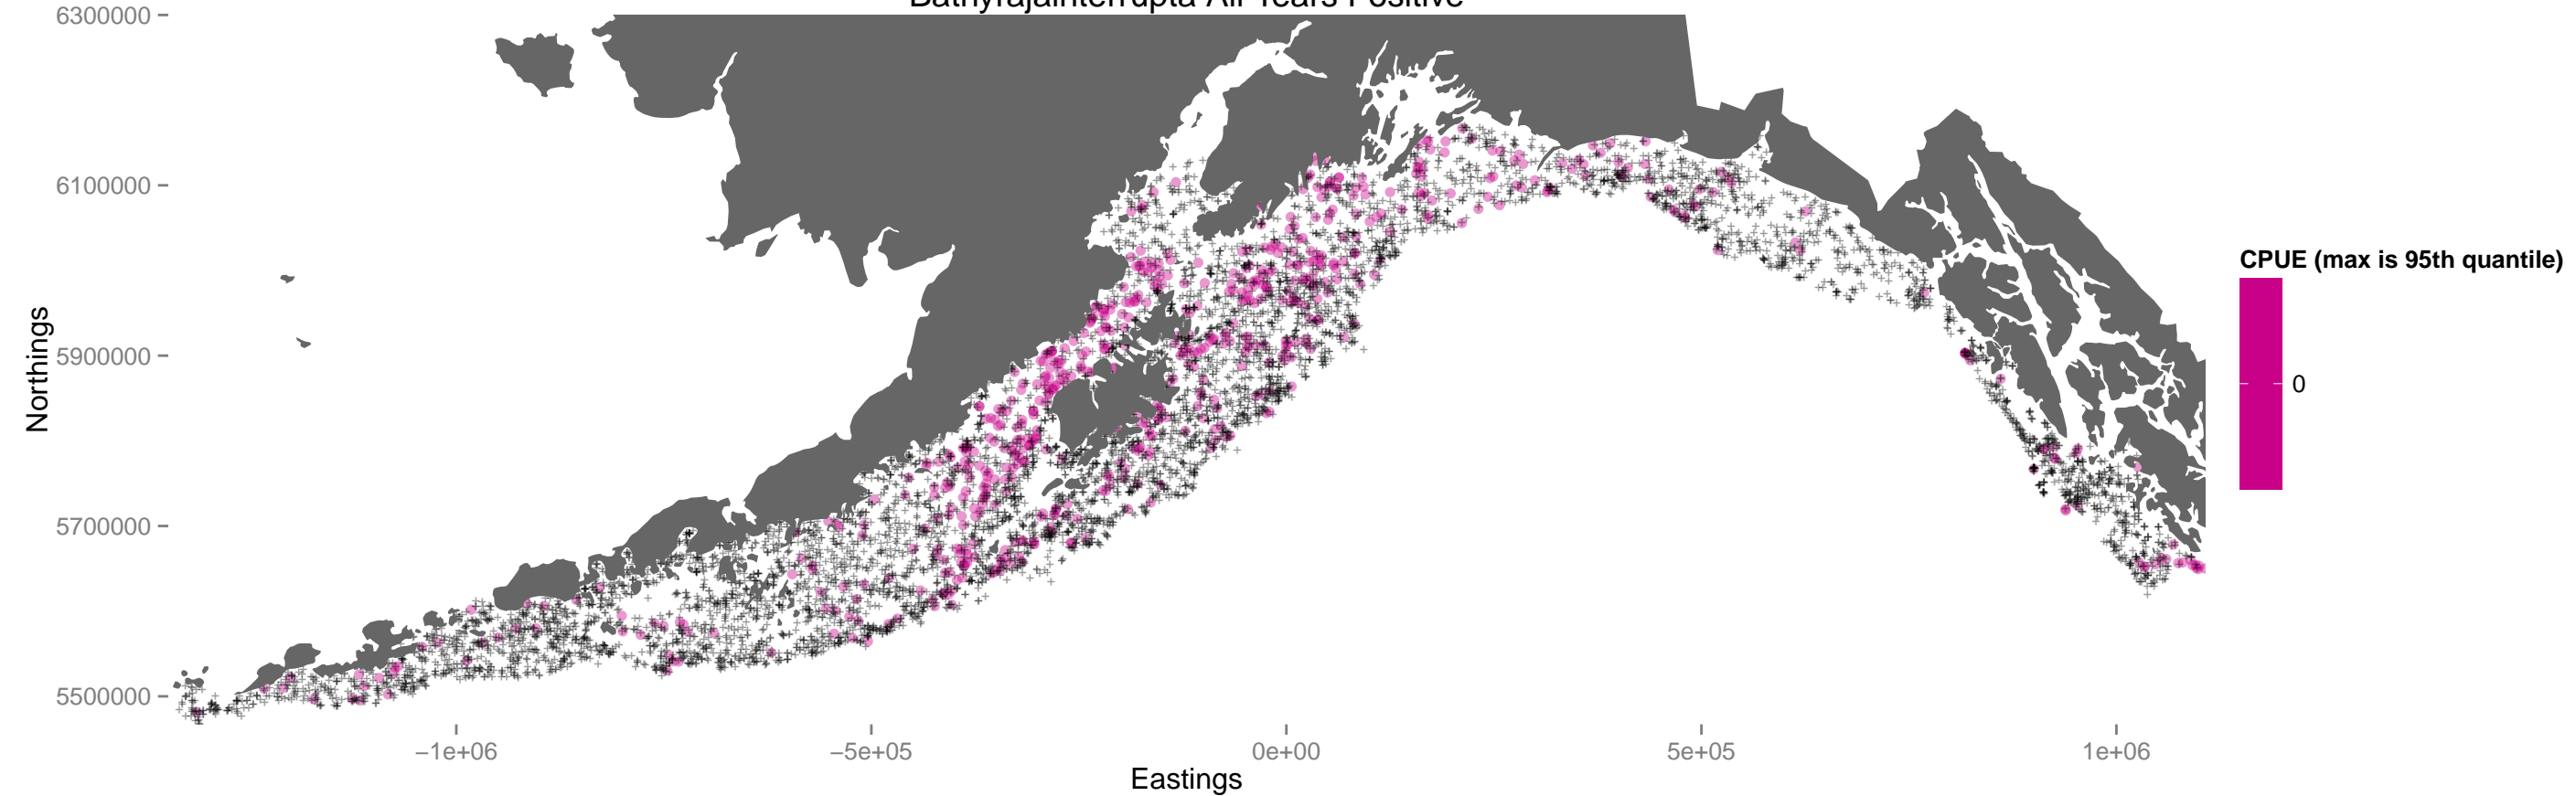 Bathyrajainterrupta All Years Positive
6300000
6100000
5900000
5700000
5500000
Northings
−1e+06
−5e+05
0e+00
5e+05
1e+06
Eastings
CPUE (max is 95th quantile)
0